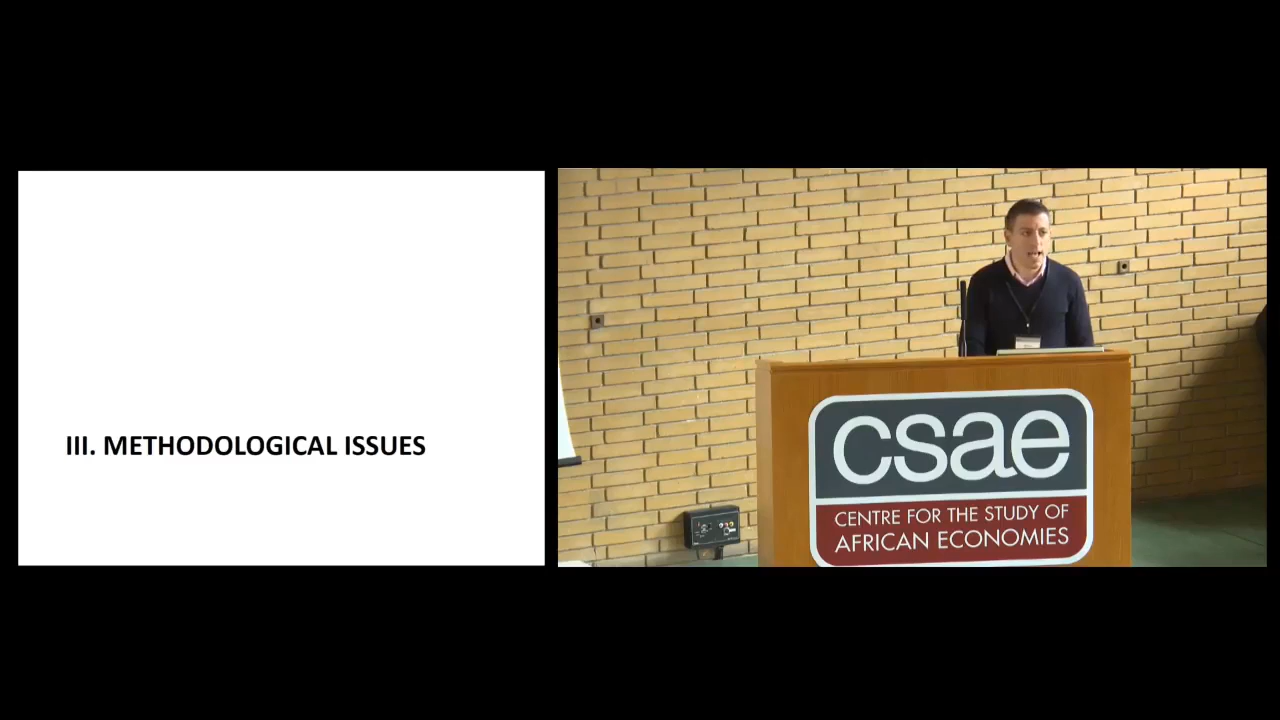 III. METHODOLOGICAL ISSUES
csae
CENTRE FOR THE STUDY OF
AFRICAN ECONOMIES